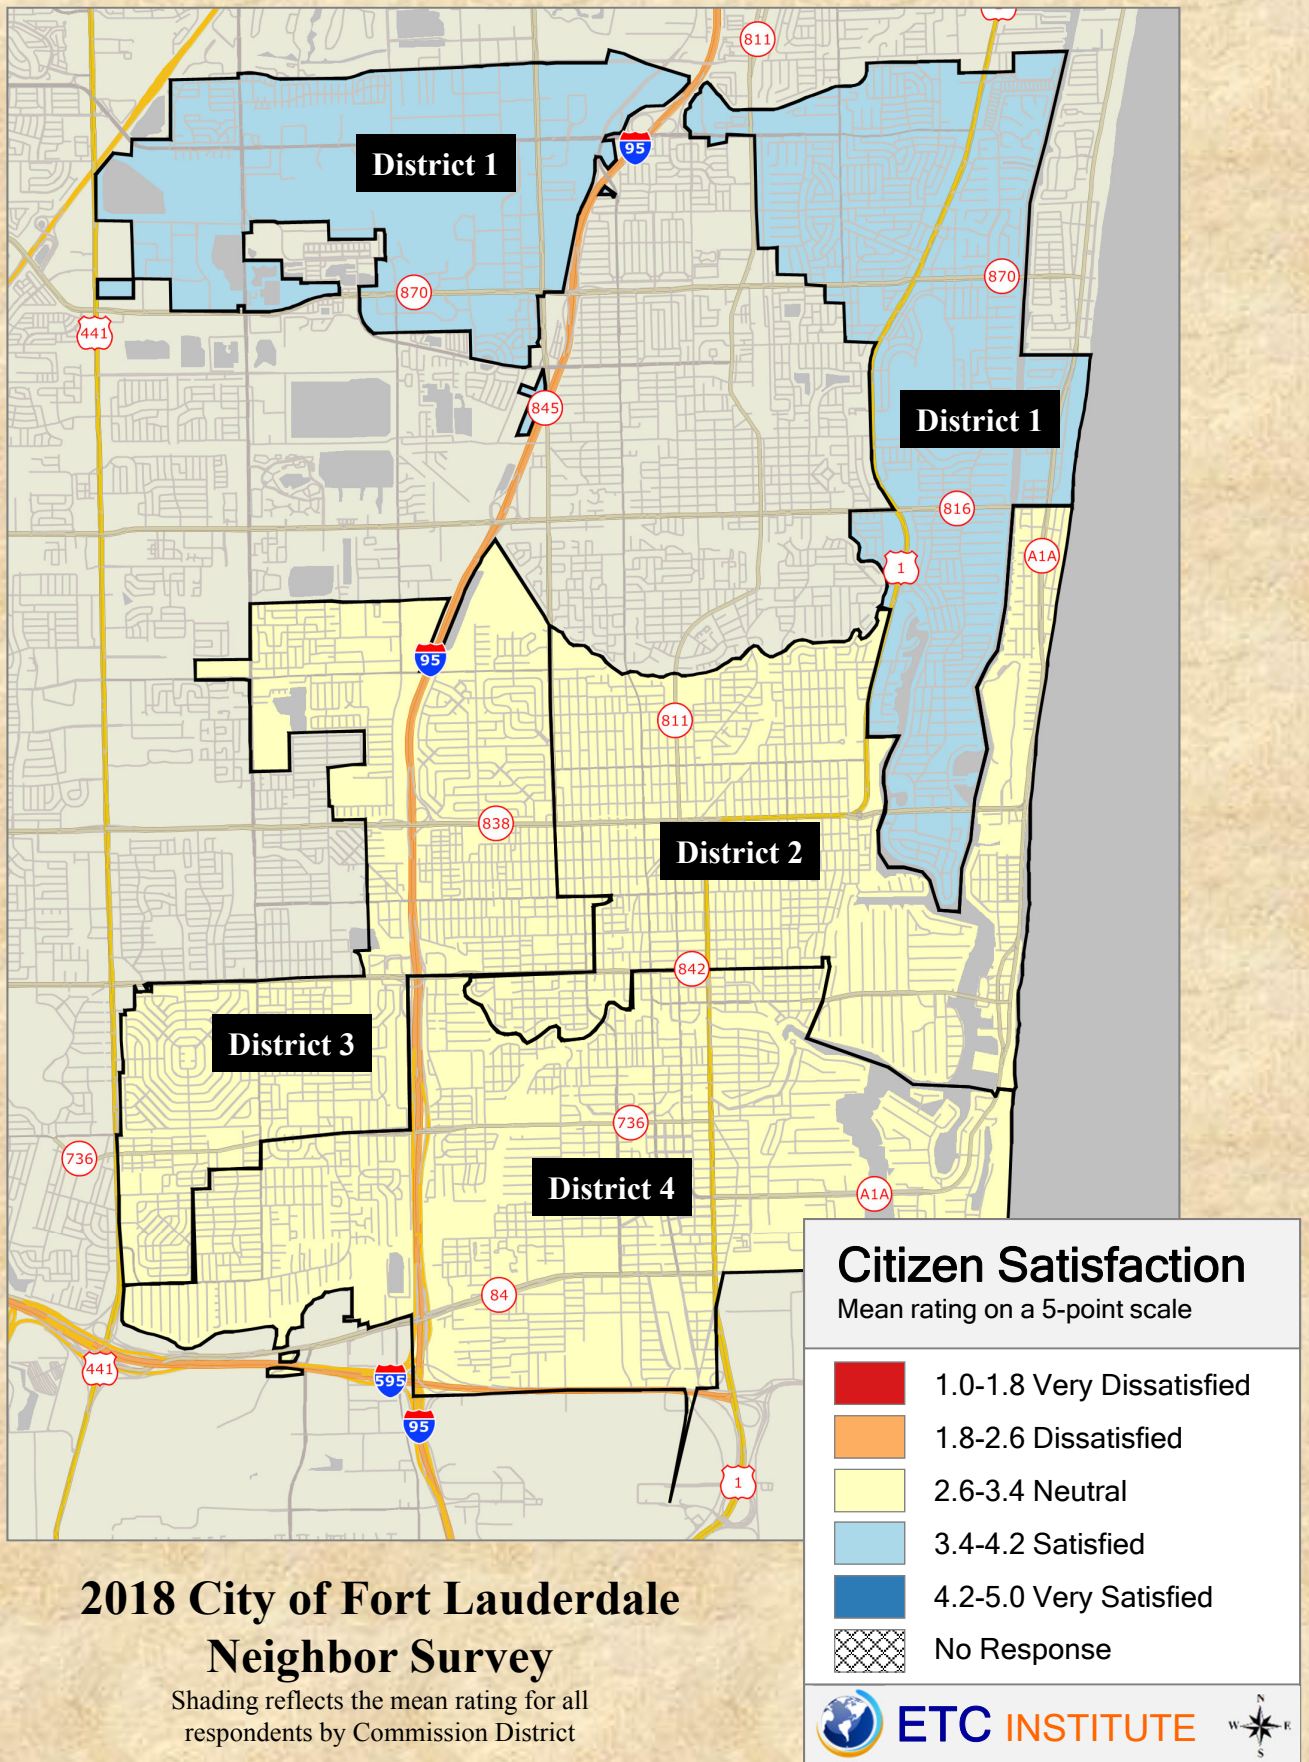 811
95
District 1
870
870
441
845
District 1
816
A1A
1
95
811
838
District 2
842
District 3
736
736
District 4
A1A
84
441
595
95
1
Citizen Satisfaction
Mean rating on a 5-point scale
1.0-1.8 Very Dissatisfied
1.8-2.6 Dissatisfied
2.6-3.4 Neutral
3.4-4.2 Satisfied
4.2-5.0 Very Satisfied
No Response
2018 City of Fort Lauderdale
Neighbor Survey
Shading reflects the mean rating for all
respondents by Commission District
ETC INSTITUTE
N
W E
S